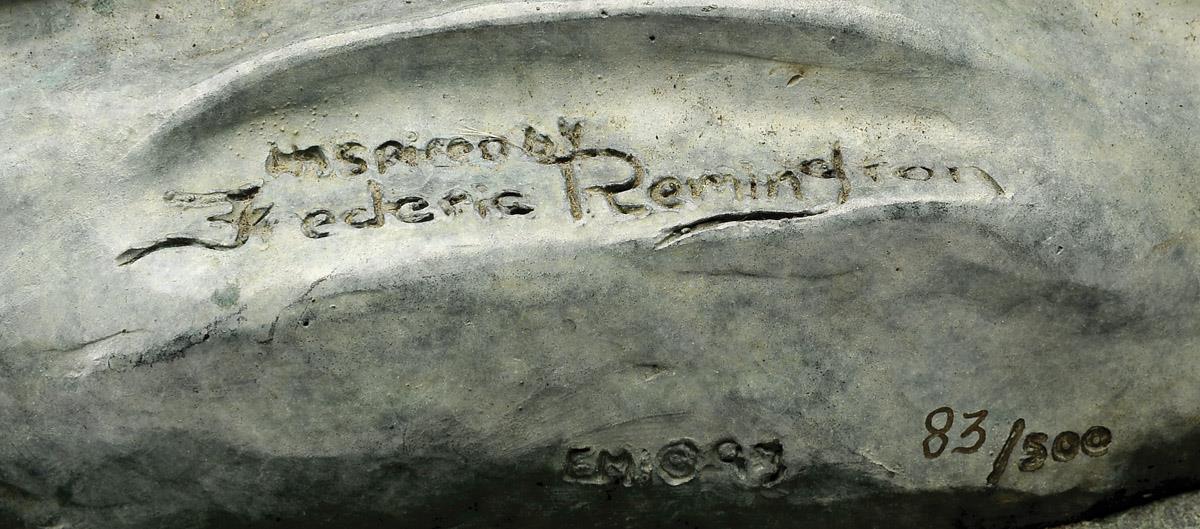 inspired by
Frederic Remington
83/500
EM.© 93